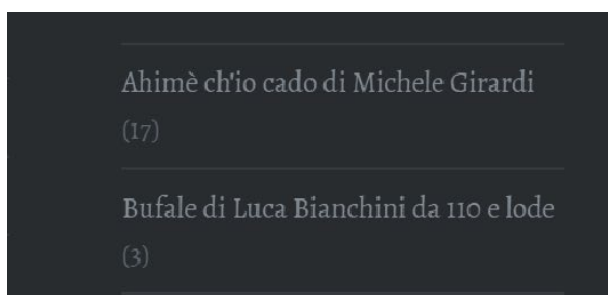 Ahimè ch'io cado di Michele Girardi
(17)
Bufale di Luca Bianchini da 110 e lode
(3)